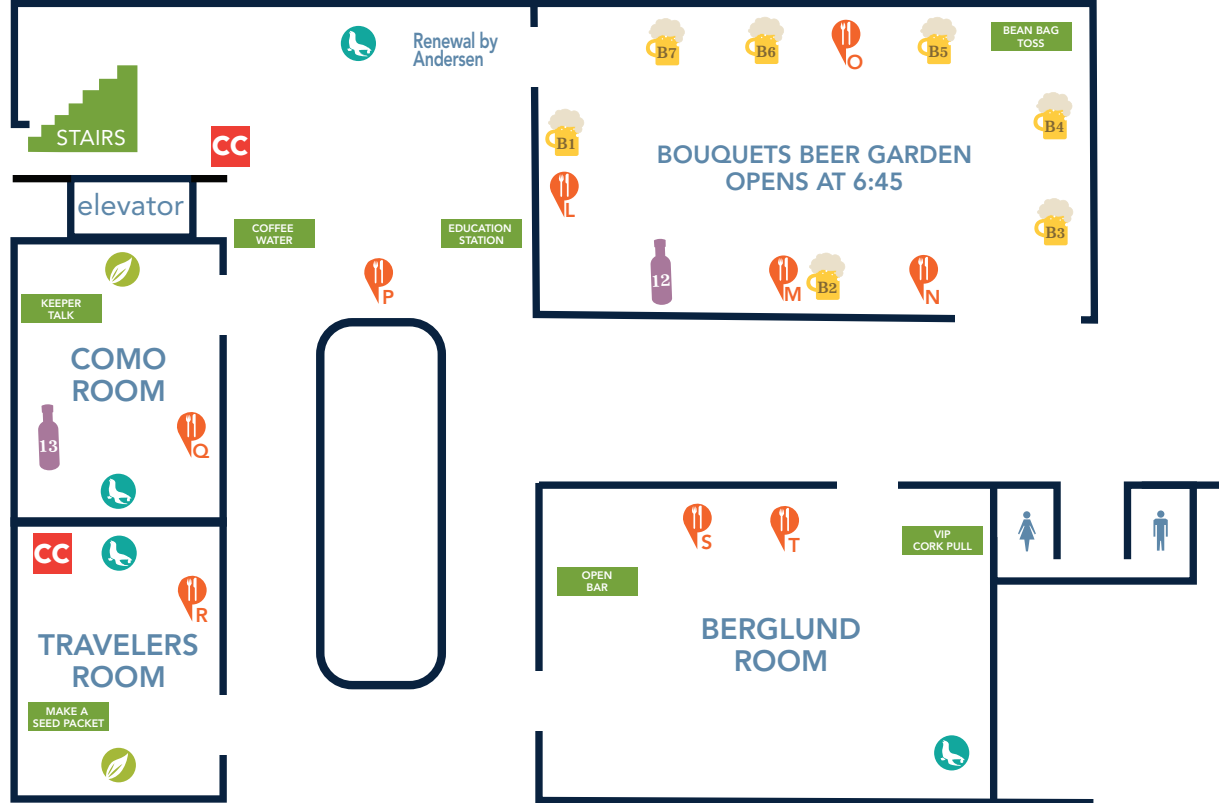 Renewal by
Andersen
B7
B6
O
B5
BEAN BAG
TOSS
STAIRS
CC
B1
B4
BOUQUETS BEER GARDEN
OPENS AT 6:45
L
elevator
COFFEE
WATER
EDUCATION
STATION
B3
P
12
M
B2
N
KEEPER
TALK
COMO
ROOM
13
Q
CC
S
T
VIP
CORK PULL
OPEN
BAR
R
TRAVELERS
ROOM
BERGLUND
ROOM
MAKE A
SEED PACKET